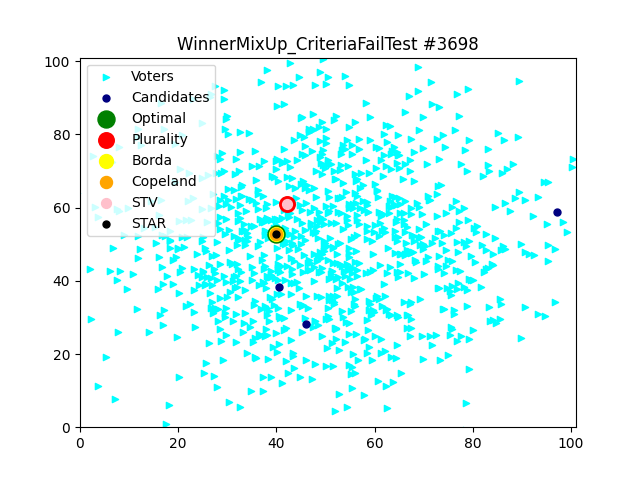 WinnerMixUp_CriteriaFailTest #3698
100
80
60
40
20
0
Voters
Candidates
Optimal
Plurality
Borda
Copeland
STV
STAR
0 20 40 60 80 100